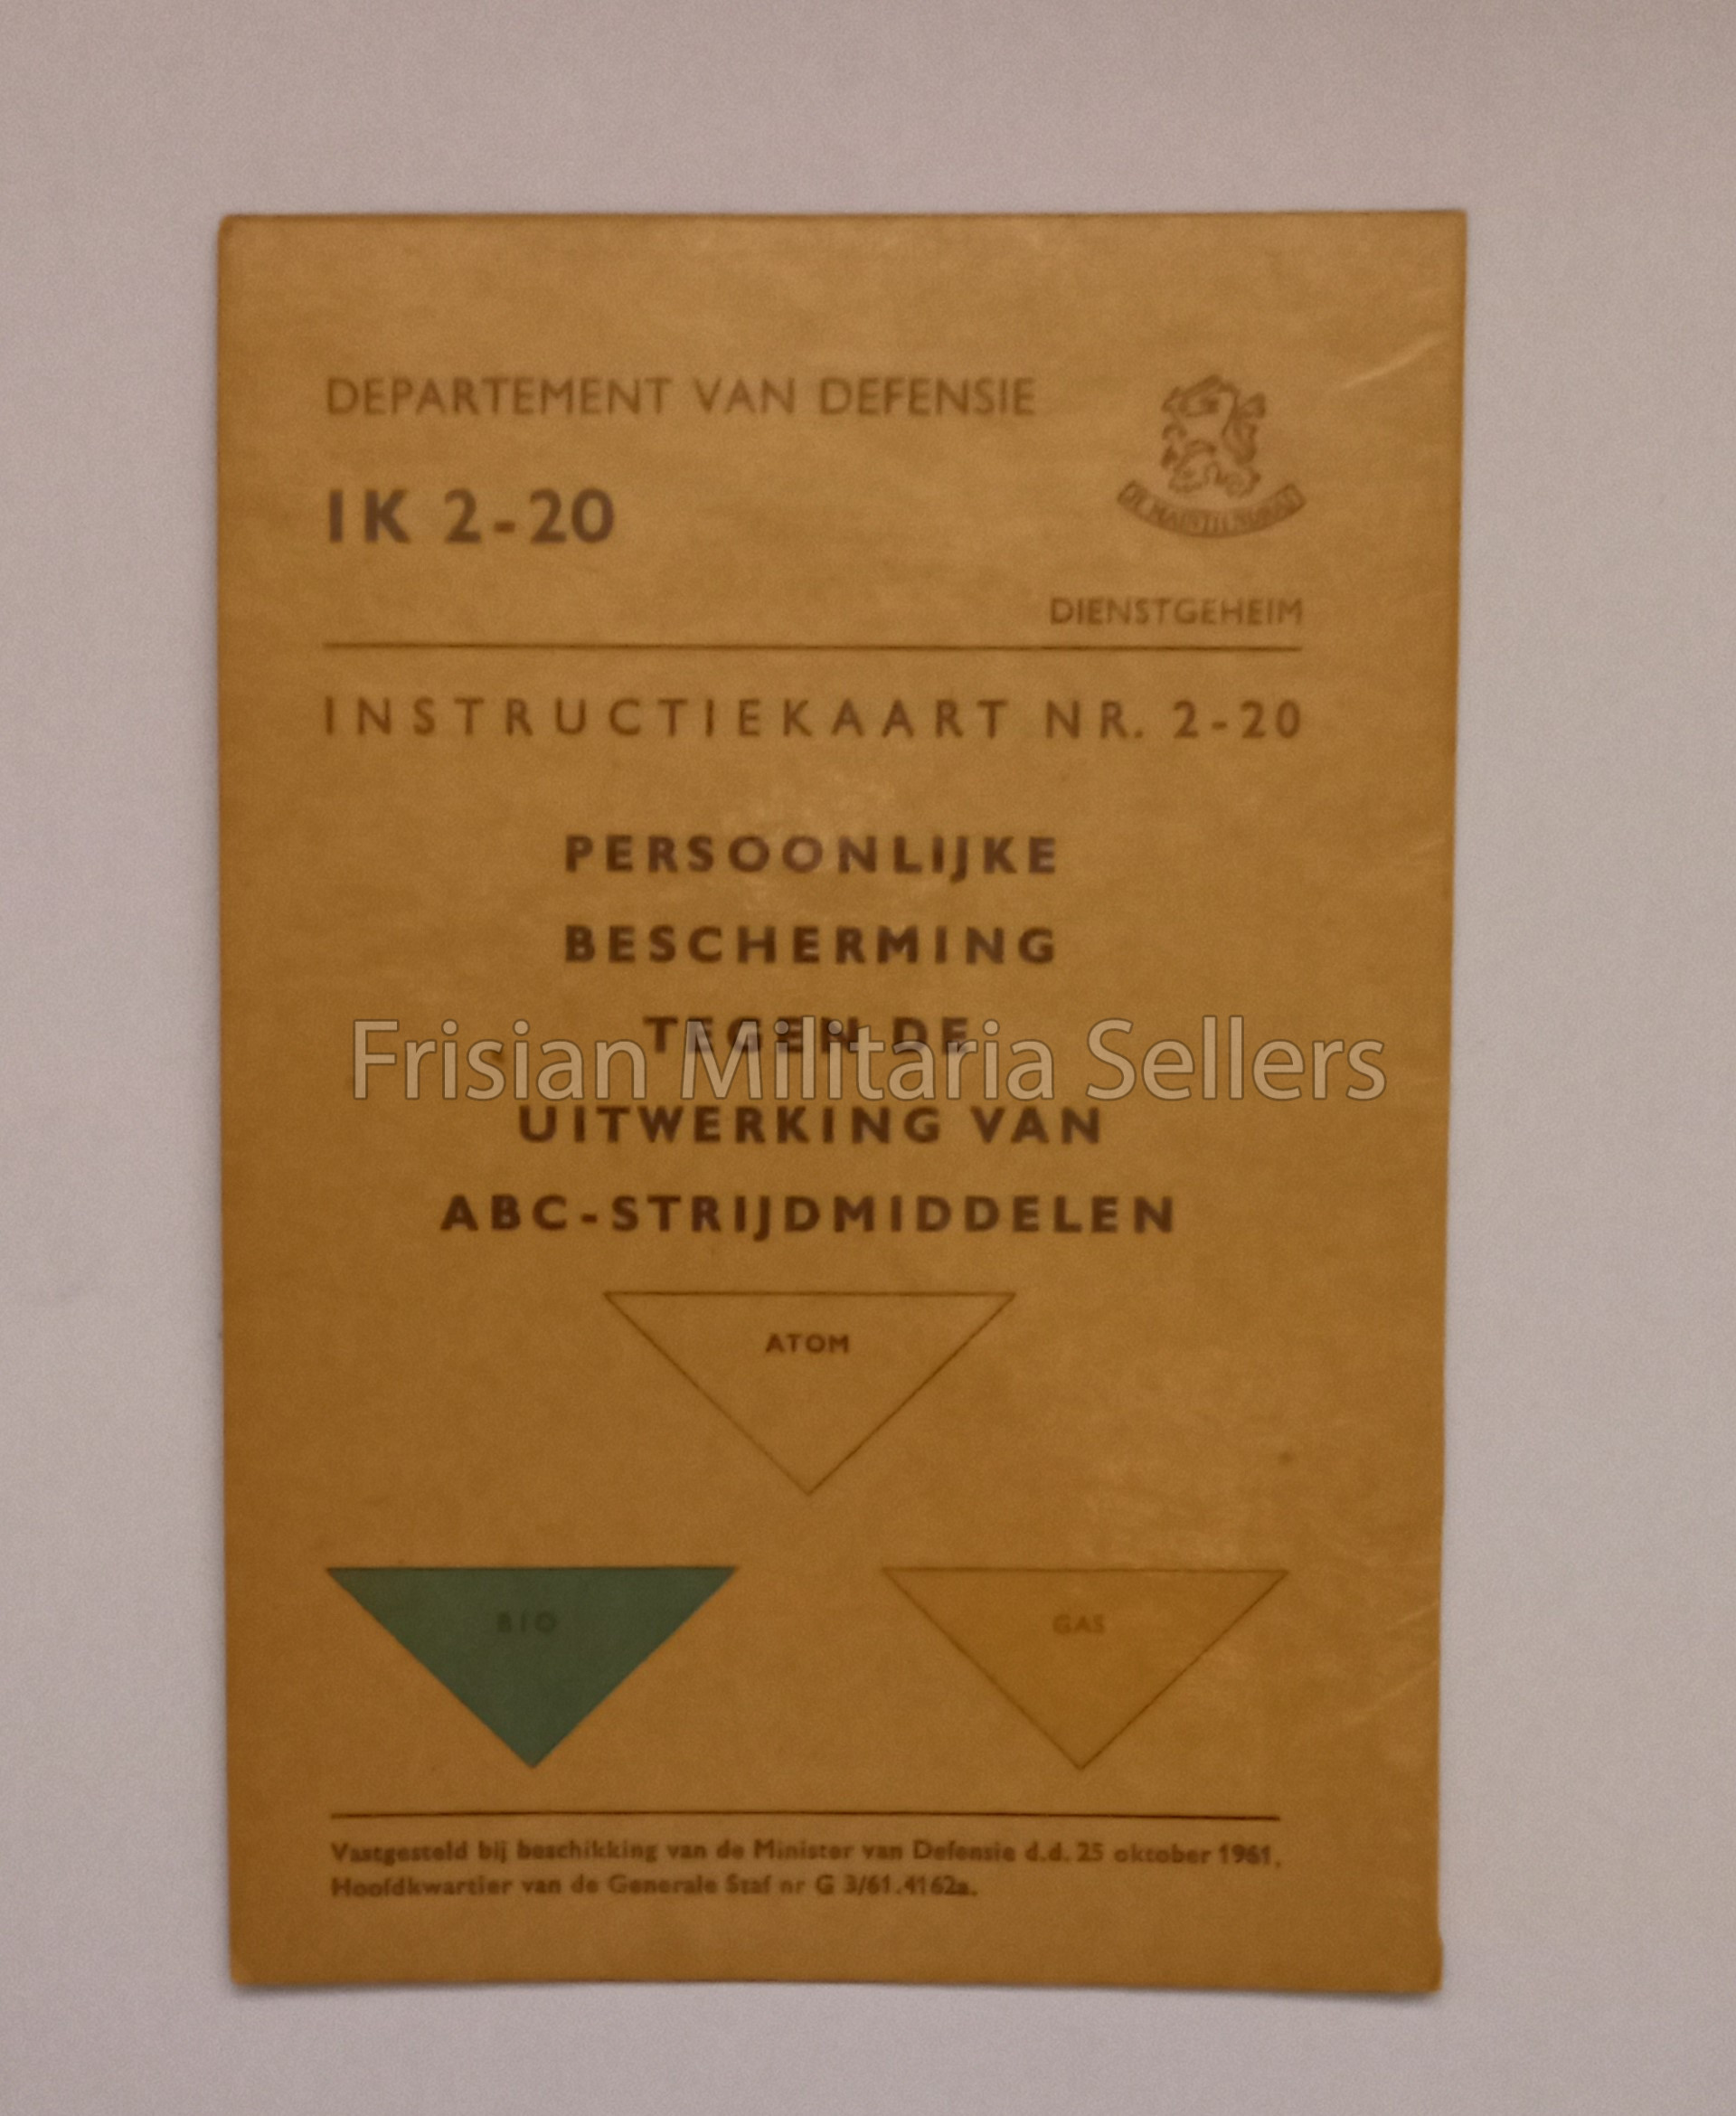 DEPARTEMENT VAN DEFENSIE
IK 2-20
JE MAINTIENDRAI
DIENSTGEHEIM
INSTRUCTIEKAART NR. 2-20
PERSOONLIJKE
BESCHERMING
TEGEN DE
Frisian Militaria Sellers
UITWERKING VAN
ABC-STRIJDMIDDELEN
ATOM
BIO
GAS
Vastgesteld bij beschikking van de Minister van Defensie d.d. 25 oktober 1961,
Hoofdkwartier van de Generale Staf nr G 3/61.4162a.